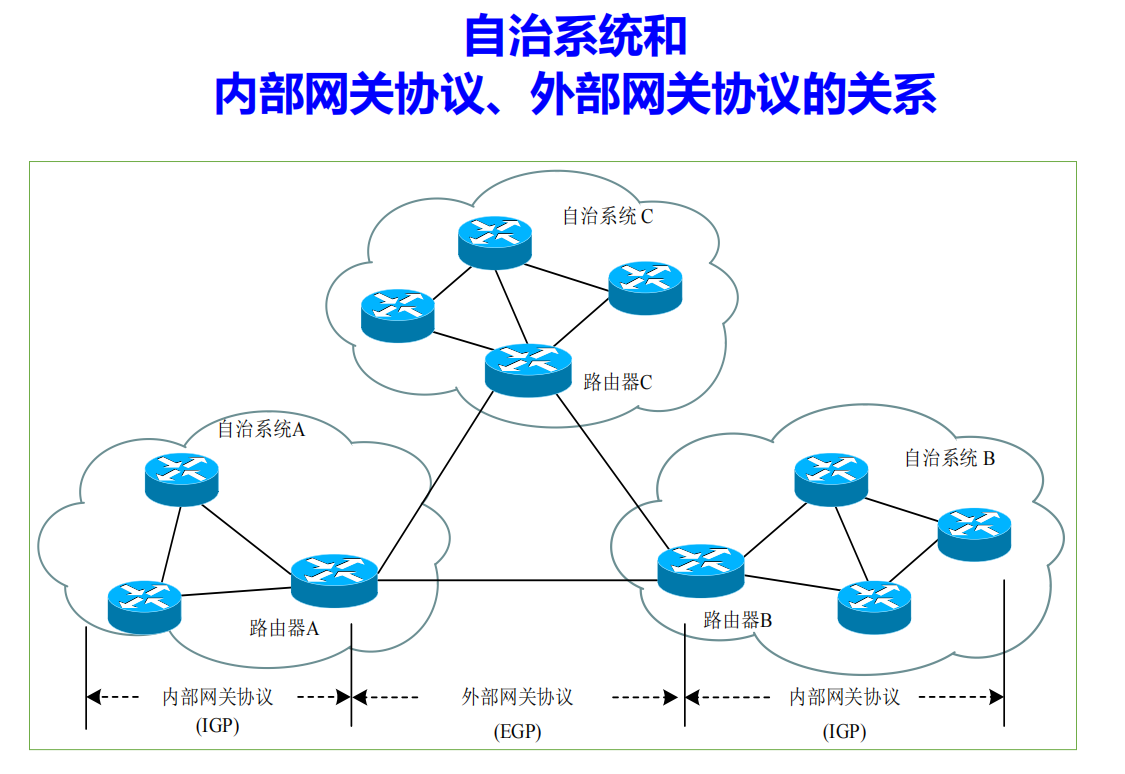 自治系统和
内部网关协议、外部网关协议的关系
自治系统 C
路由器C
自治系统A
自治系统 B
路由器A
路由器B
内部网关协议
(IGP)
外部网关协议
(EGP)
内部网关协议
(IGP)